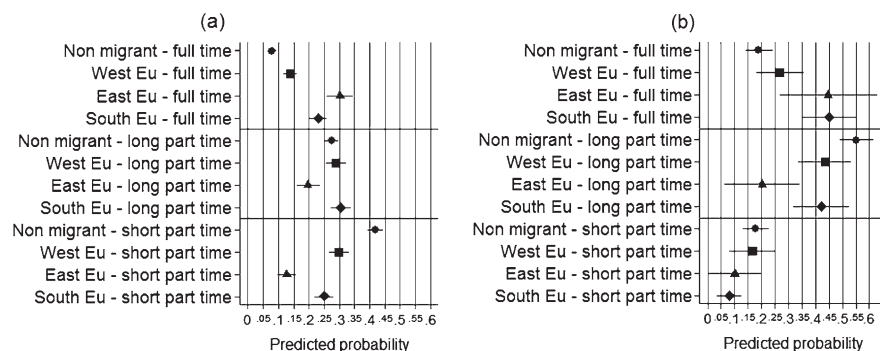 (a)
Non migrant - full time
West Eu - full time
East Eu - full time
South Eu - full time
Non migrant - long part time
West Eu - long part time
East Eu - long part time
South Eu - long part time
Non migrant - short part time
West Eu - short part time
East Eu - short part time
South Eu - short part time
0 .05 .1 .15 .2 .25 .3 .35 .4 .45 .5 .55 .6
Predicted probability
(b)
Non migrant - full time
West Eu - full time
East Eu - full time
South Eu - full time
Non migrant - long part time
West Eu - long part time
East Eu - long part time
South Eu - long part time
Non migrant - short part time
West Eu - short part time
East Eu - short part time
South Eu - short part time
0 .05 .1 .15 .2 .25 .3 .35 .4 .45 .5 .55 .6
Predicted probability